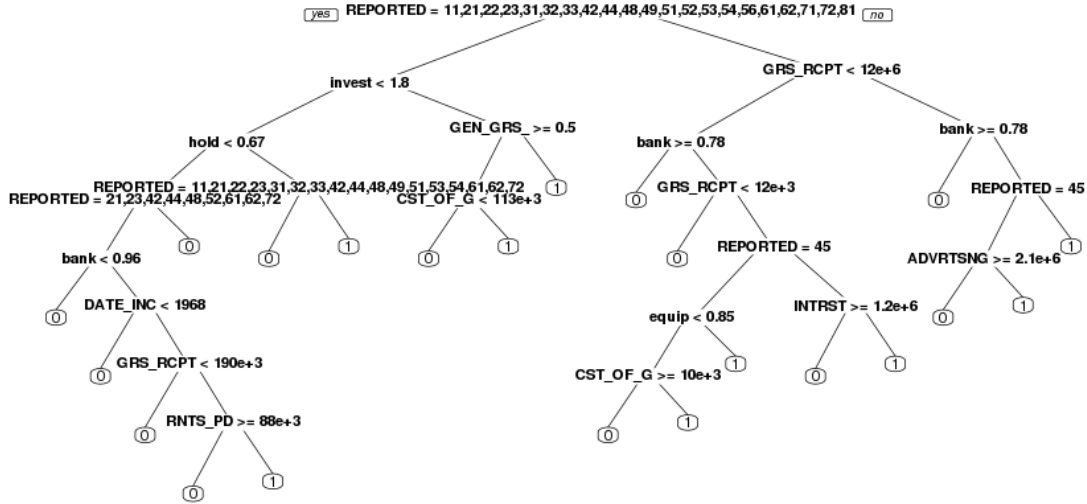 yes REPORTED = 11,21,22,23,31,32,33,42,44,48,49,51,52,53,54,56,61,62,71,72,81 no
GRS_RCPT < 12e+6
invest < 1.8
GEN_GRS_ >= 0.5
bank >= 0.78
hold < 0.67
bank >= 0.78
REPORTED = 11,21,22,23,31,32,33,42,44,48,49,51,53,54,61,62,72
1
GRS_RCPT < 12e+3
REPORTED = 45
REPORTED = 21,23,42,44,48,52,61,62,72
CST_OF_G < 113e+3
0
0
0
1
REPORTED = 45
1
bank < 0.96
0
0
1
0
ADVRTSNG >= 2.1e+6
DATE_INC < 1968
INTRST >= 1.2e+6
1
0
equip < 0.85
0
GRS_RCPT < 190e+3
1
1
0
CST_OF_G >= 10e+3
0
RNTS_PD >= 88e+3
1
0
0
1
0